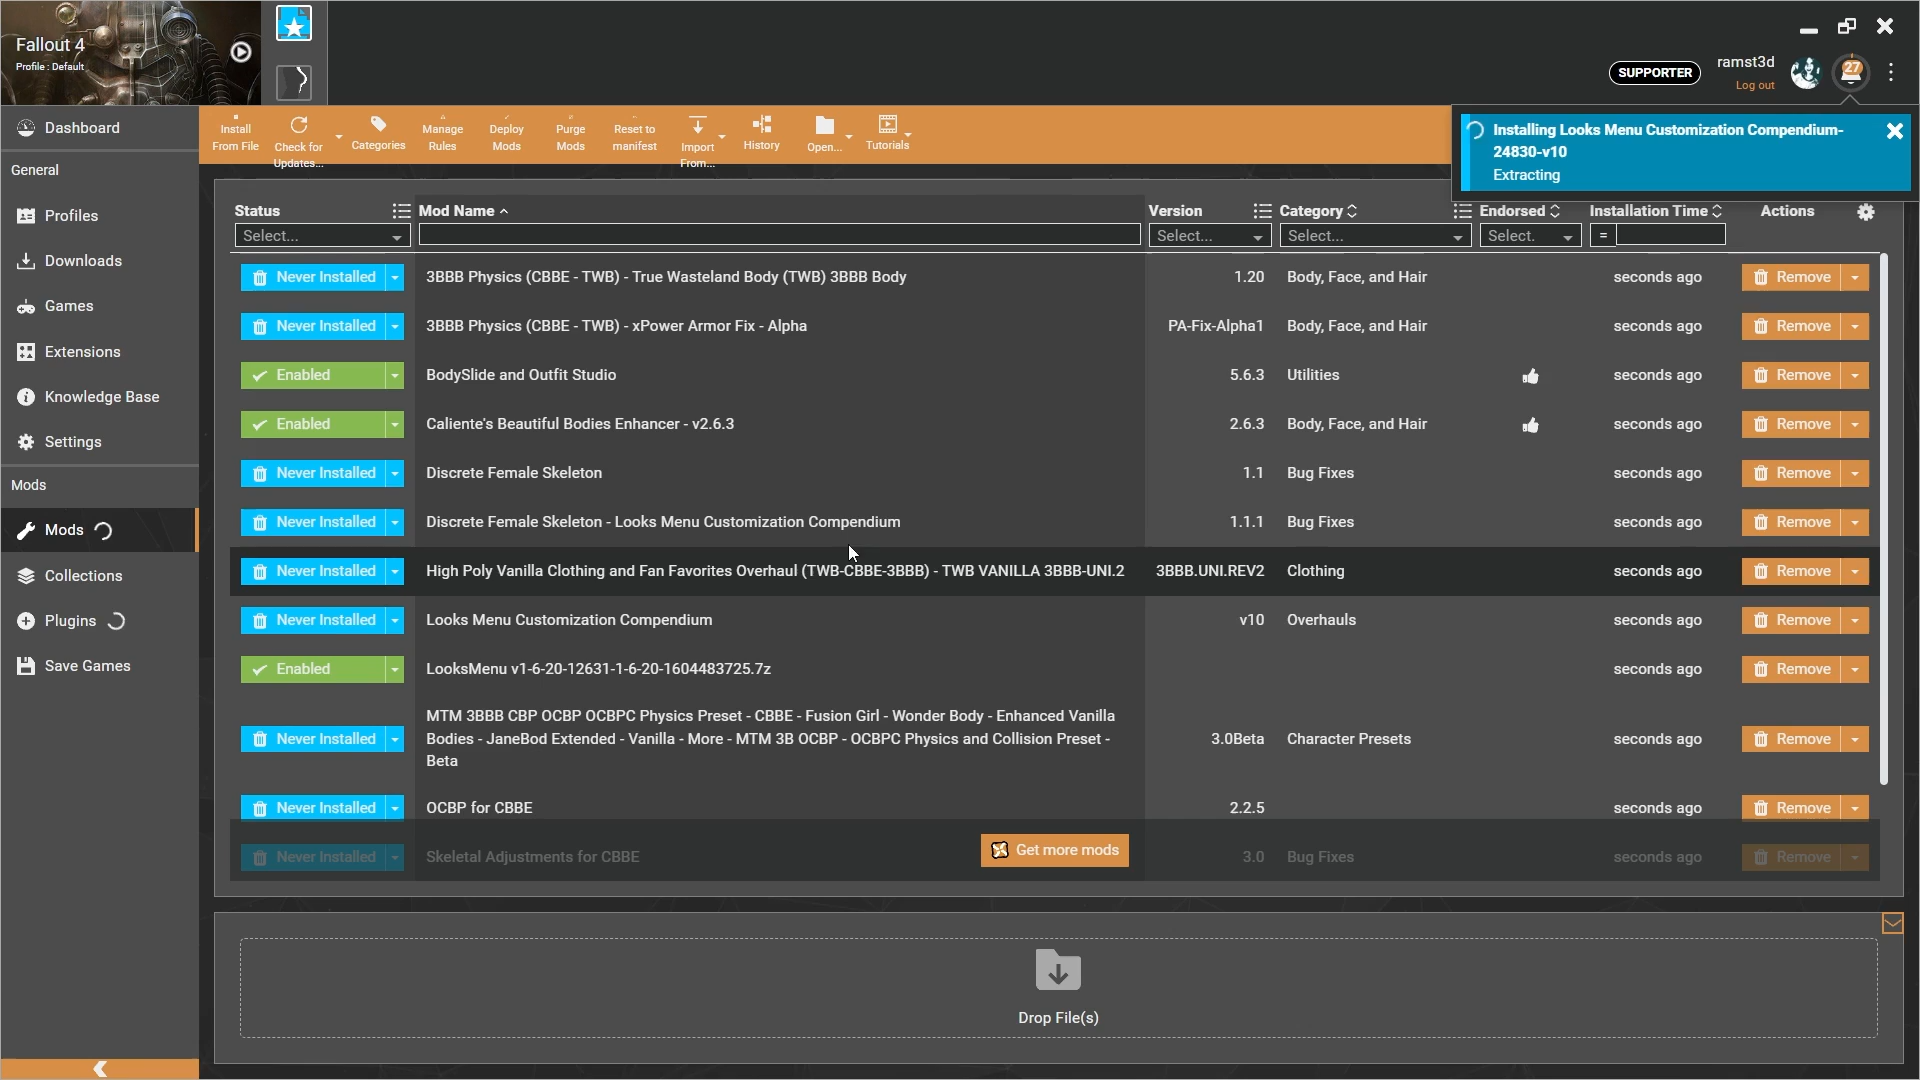 Fallout 4
Profile : Default
SUPPORTER
ramst3d
Log out
27
Dashboard
General
Profiles
Downloads
Games
Extensions
Knowledge Base
Settings
Mods
Mods
Collections
Plugins
Save Games
Install From File
Check for Updates...
Categories
Manage Rules
Deploy Mods
Purge Mods
Reset to manifest
Import From...
History
Open...
Tutorials
Installing Looks Menu Customization Compendium-
24830-v10
Extracting
Status Mod Name Version Category Endorsed Installation Time Actions
Select... Select... Select... Select. =
Never Installed 3BBB Physics (CBBE - TWB) - True Wasteland Body (TWB) 3BBB Body 1.20 Body, Face, and Hair seconds ago Remove
Never Installed 3BBB Physics (CBBE - TWB) - xPower Armor Fix - Alpha PA-Fix-Alpha1 Body, Face, and Hair seconds ago Remove
Enabled BodySlide and Outfit Studio 5.6.3 Utilities seconds ago Remove
Enabled Caliente's Beautiful Bodies Enhancer - v2.6.3 2.6.3 Body, Face, and Hair seconds ago Remove
Never Installed Discrete Female Skeleton 1.1 Bug Fixes seconds ago Remove
Never Installed Discrete Female Skeleton - Looks Menu Customization Compendium 1.1.1 Bug Fixes seconds ago Remove
Never Installed High Poly Vanilla Clothing and Fan Favorites Overhaul (TWB-CBBE-3BBB) - TWB VANILLA 3BBB-UNI.2 3BBB.UNI.REV2 Clothing seconds ago Remove
Never Installed Looks Menu Customization Compendium v10 Overhauls seconds ago Remove
Enabled LooksMenu v1-6-20-12631-1-6-20-1604483725.7z seconds ago Remove
MTM 3BBB CBP OCBP OCBPC Physics Preset - CBBE - Fusion Girl - Wonder Body - Enhanced Vanilla
Never Installed Bodies - JaneBod Extended - Vanilla - More - MTM 3B OCBP - OCBPC Physics and Collision Preset - 3.0Beta Character Presets seconds ago Remove
Beta
Never Installed OCBP for CBBE 2.2.5 seconds ago Remove
Never Installed Skeletal Adjustments for CBBE 3.0 Bug Fixes seconds ago Remove
Get more mods
Drop File(s)